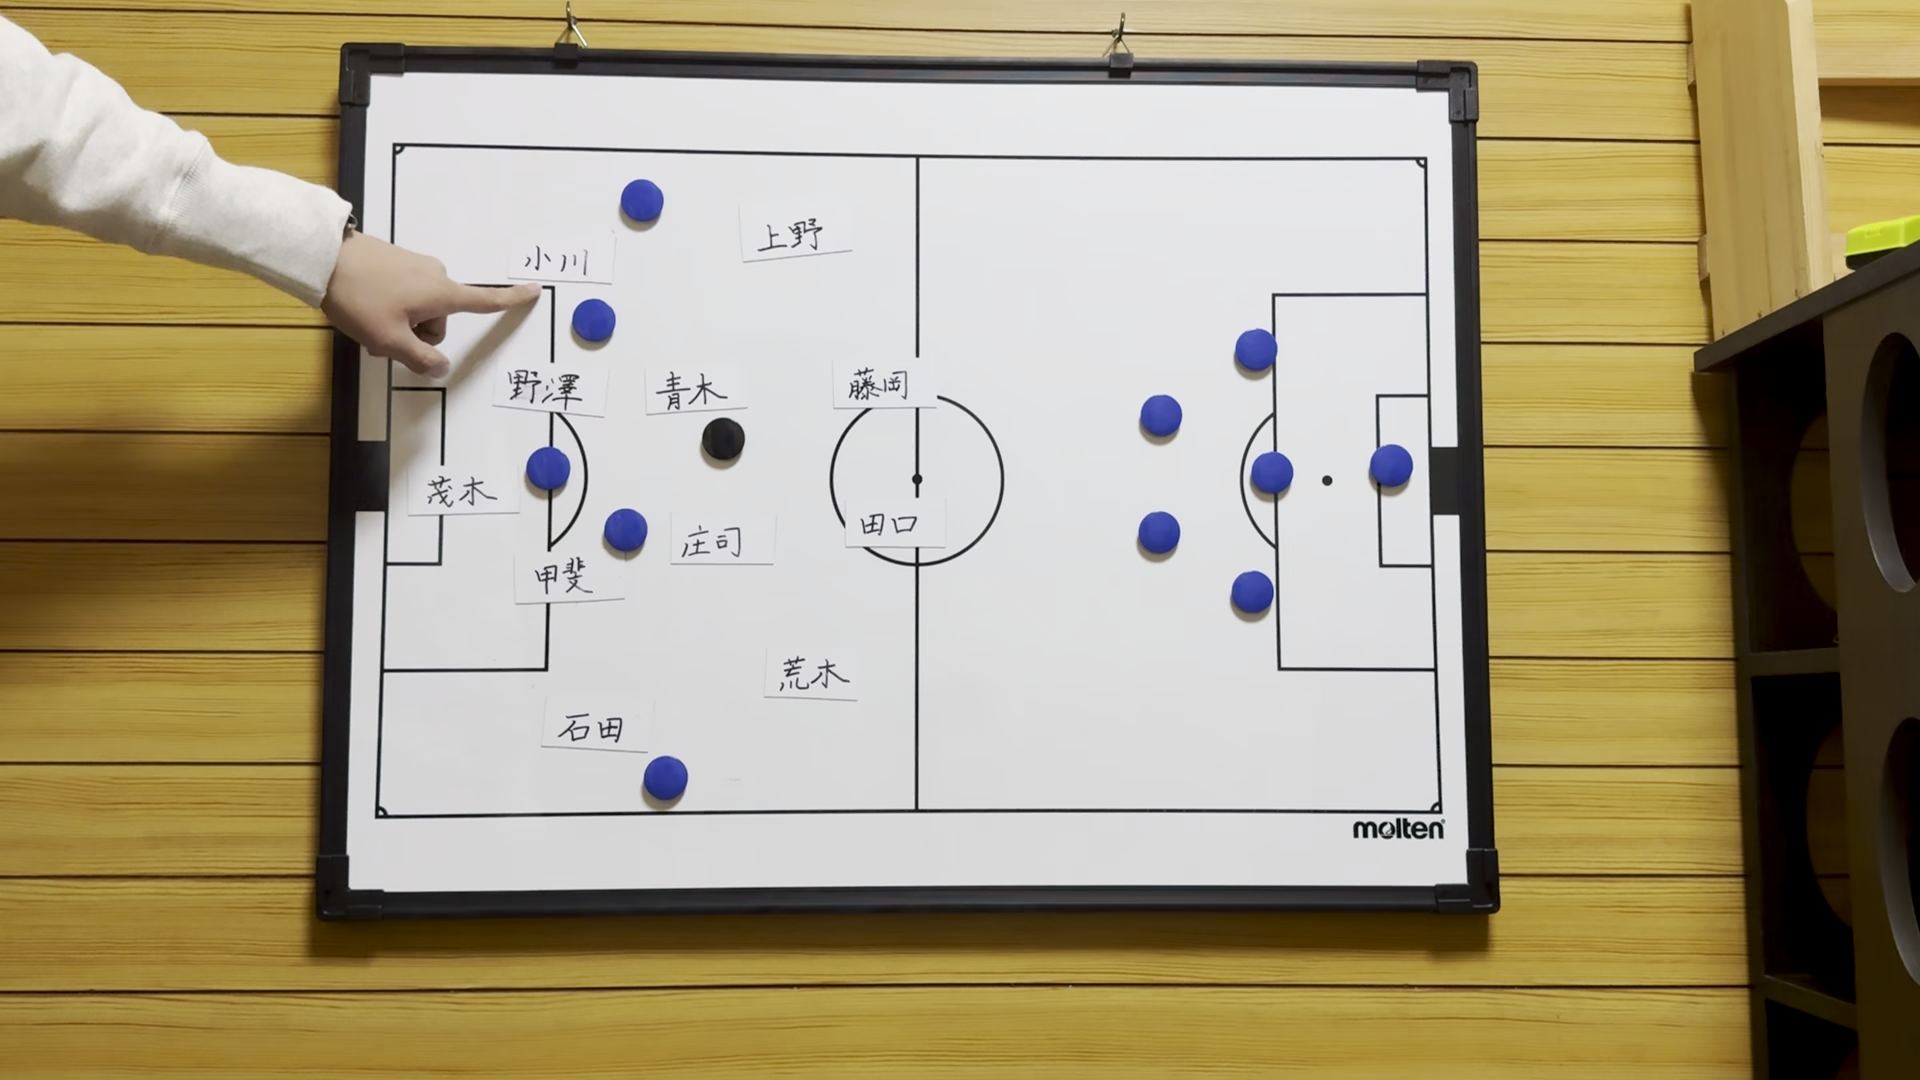 上野
小川
野澤
青木
藤岡
茂木
田口
庄司
甲斐
荒木
石田
molten